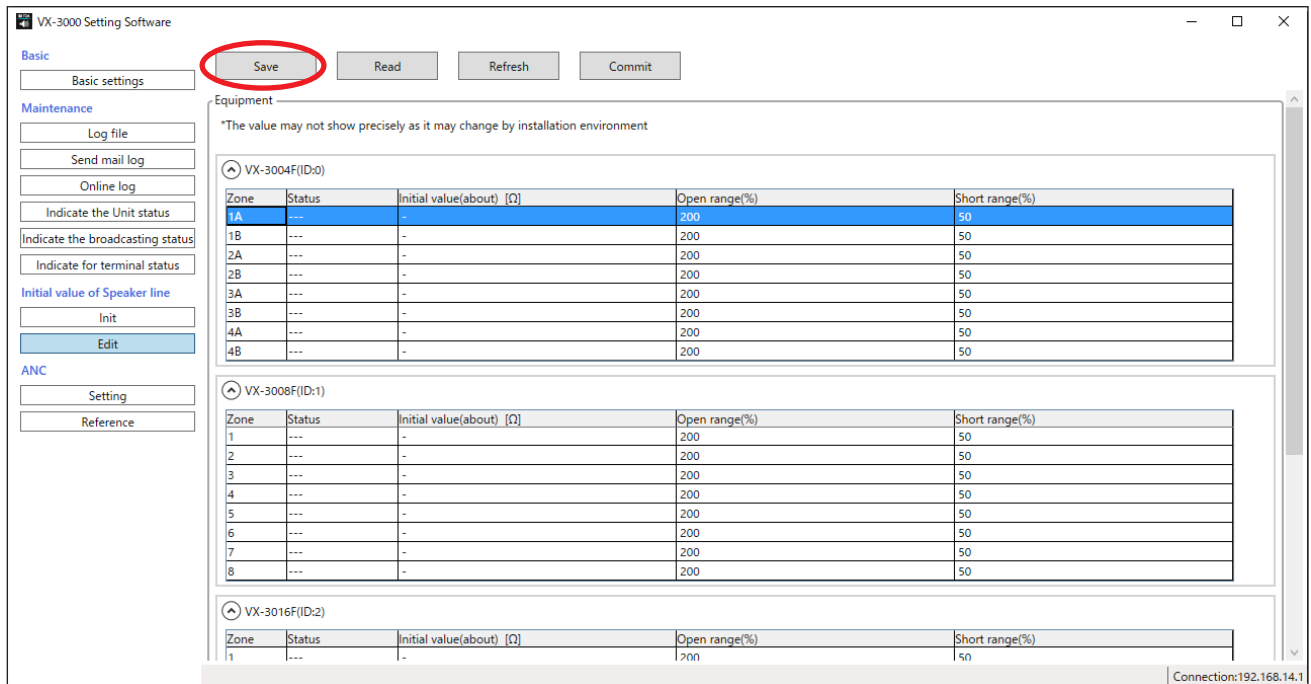 VX-3000 Setting Software
Basic
Basic settings
Maintenance
Log file
Send mail log
Online log
Indicate the Unit status
Indicate the broadcasting status
Indicate for terminal status
Initial value of Speaker line
Init
Edit
ANC
Setting
Reference
Save Read Refresh Commit
Equipment
*The value may not show precisely as it may change by installation environment
VX-3004F(ID:0)
Zone Status Initial value(about) [Ω] Open range(%) Short range(%)
1A --- - 200 50
1B --- - 200 50
2A --- - 200 50
2B --- - 200 50
3A --- - 200 50
3B --- - 200 50
4A --- - 200 50
4B --- - 200 50
VX-3008F(ID:1)
Zone Status Initial value(about) [Ω] Open range(%) Short range(%)
1 --- - 200 50
2 --- - 200 50
3 --- - 200 50
4 --- - 200 50
5 --- - 200 50
6 --- - 200 50
7 --- - 200 50
8 --- - 200 50
VX-3016F(ID:2)
Zone Status Initial value(about) [Ω] Open range(%) Short range(%)
1 --- - 200 50
Connection:192.168.14.1